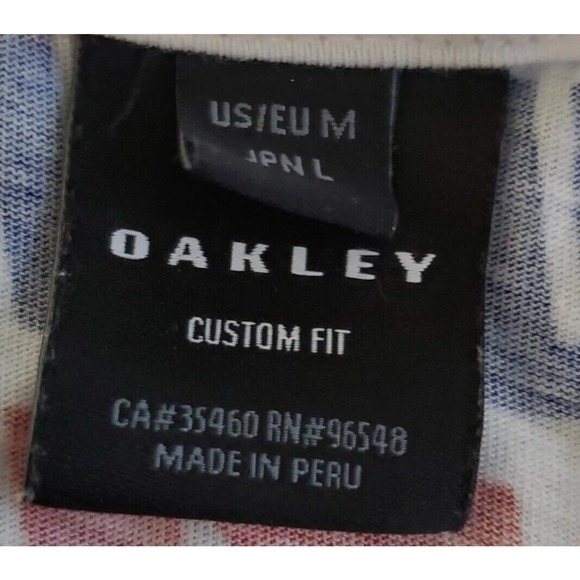 US/EU M
JPN L
OAKLEY
CUSTOM FIT
CA#35460 RN#96548
MADE IN PERU